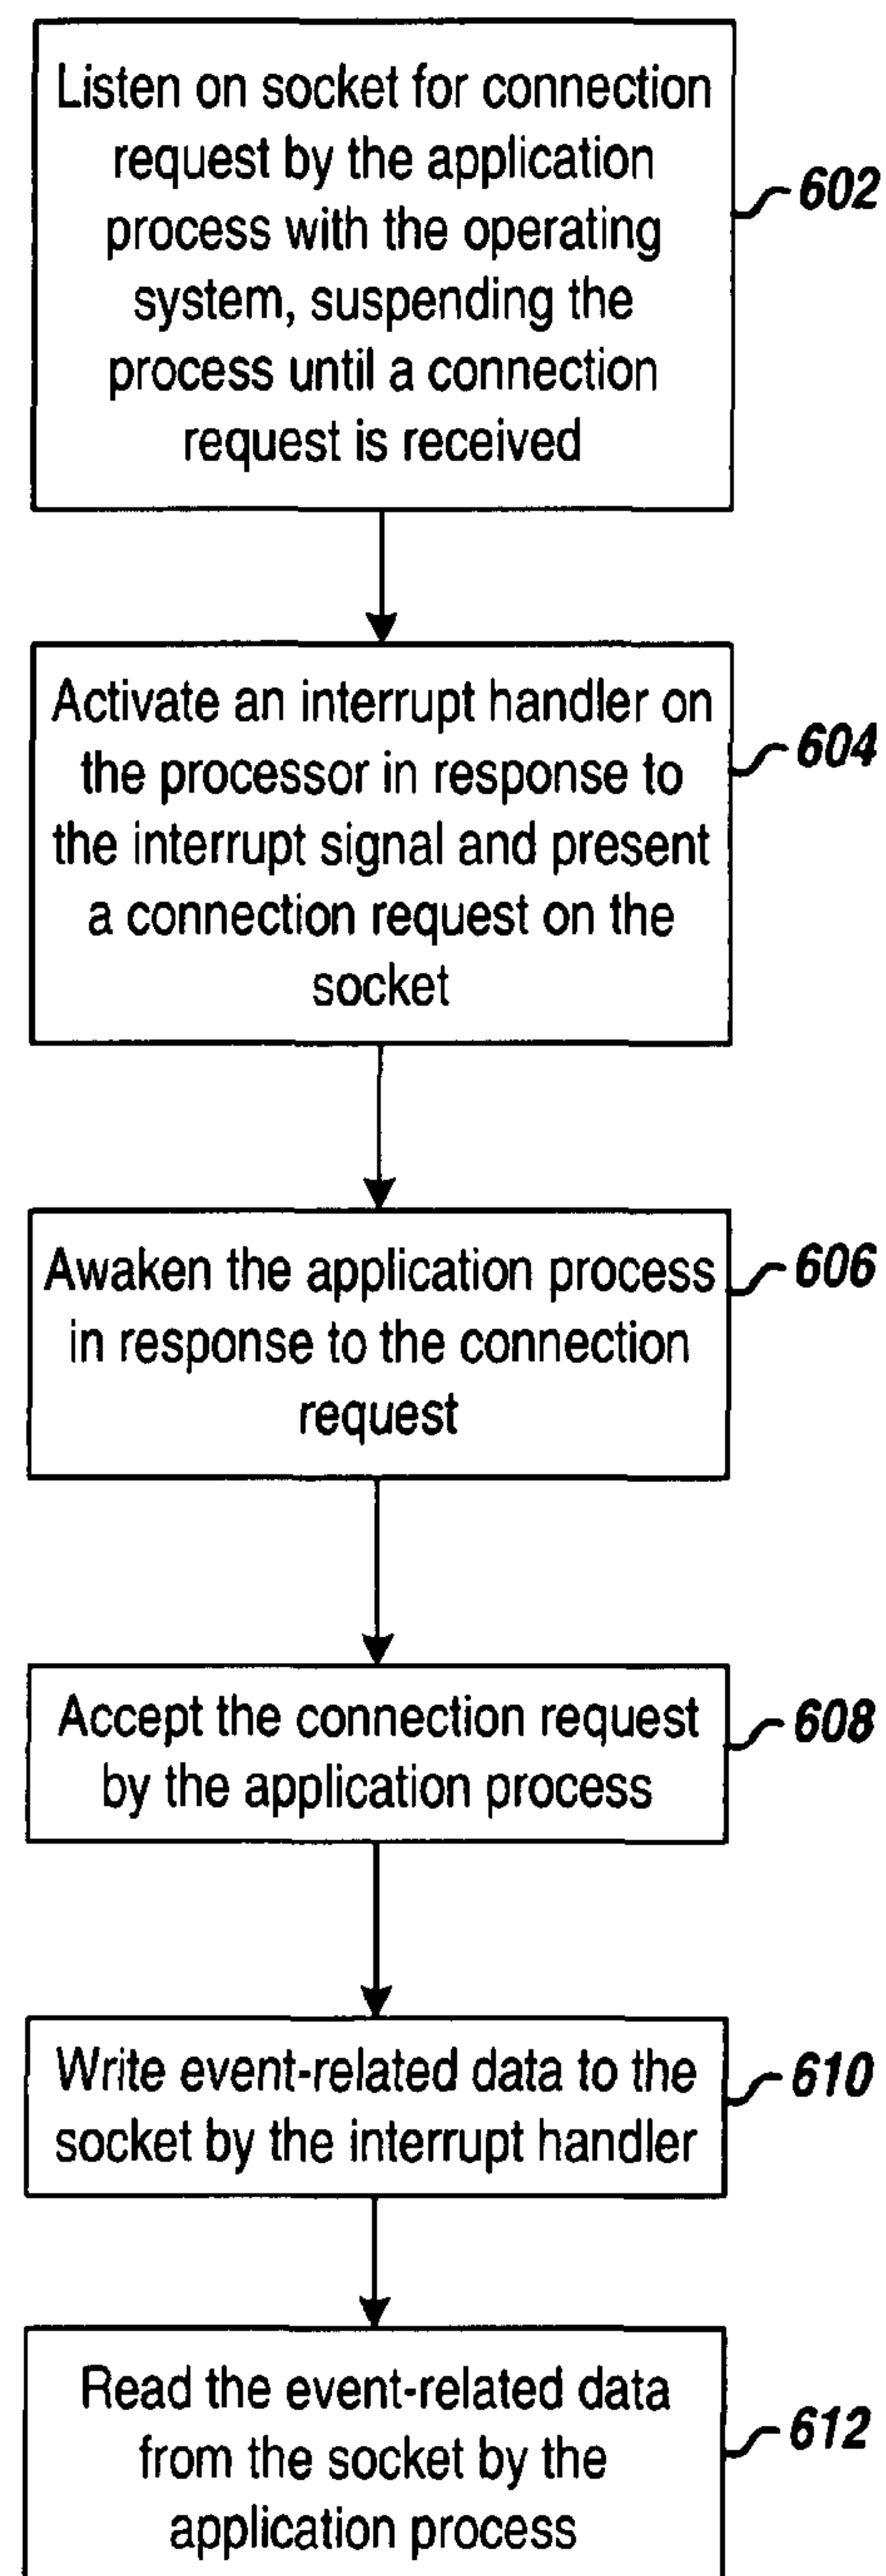 Listen on socket for connection
request by the application
process with the operating
system, suspending the
process until a connection
request is received
602
Activate an interrupt handler on
the processor in response to
the interrupt signal and present
a connection request on the
socket
604
Awaken the application process
in response to the connection
request
606
Accept the connection request
by the application process
608
Write event-related data to the
socket by the interrupt handler
610
Read the event-related data
from the socket by the
application process
612